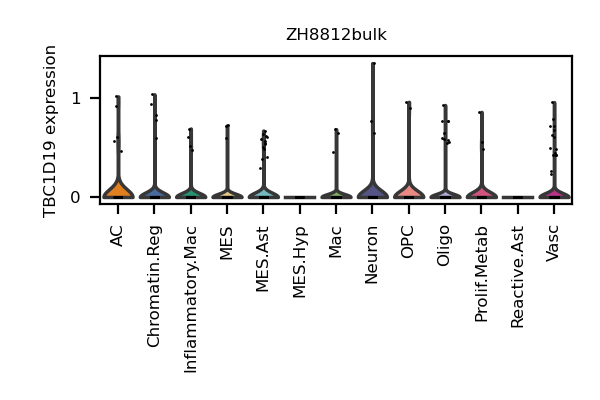 ZH8812bulk
TBC1D19 expression
1
0
AC
Chromatin.Reg
Inflammatory.Mac
MES
MES.Ast
MES.Hyp
Mac
Neuron
OPC
Oligo
Prolif.Metab
Reactive.Ast
Vasc